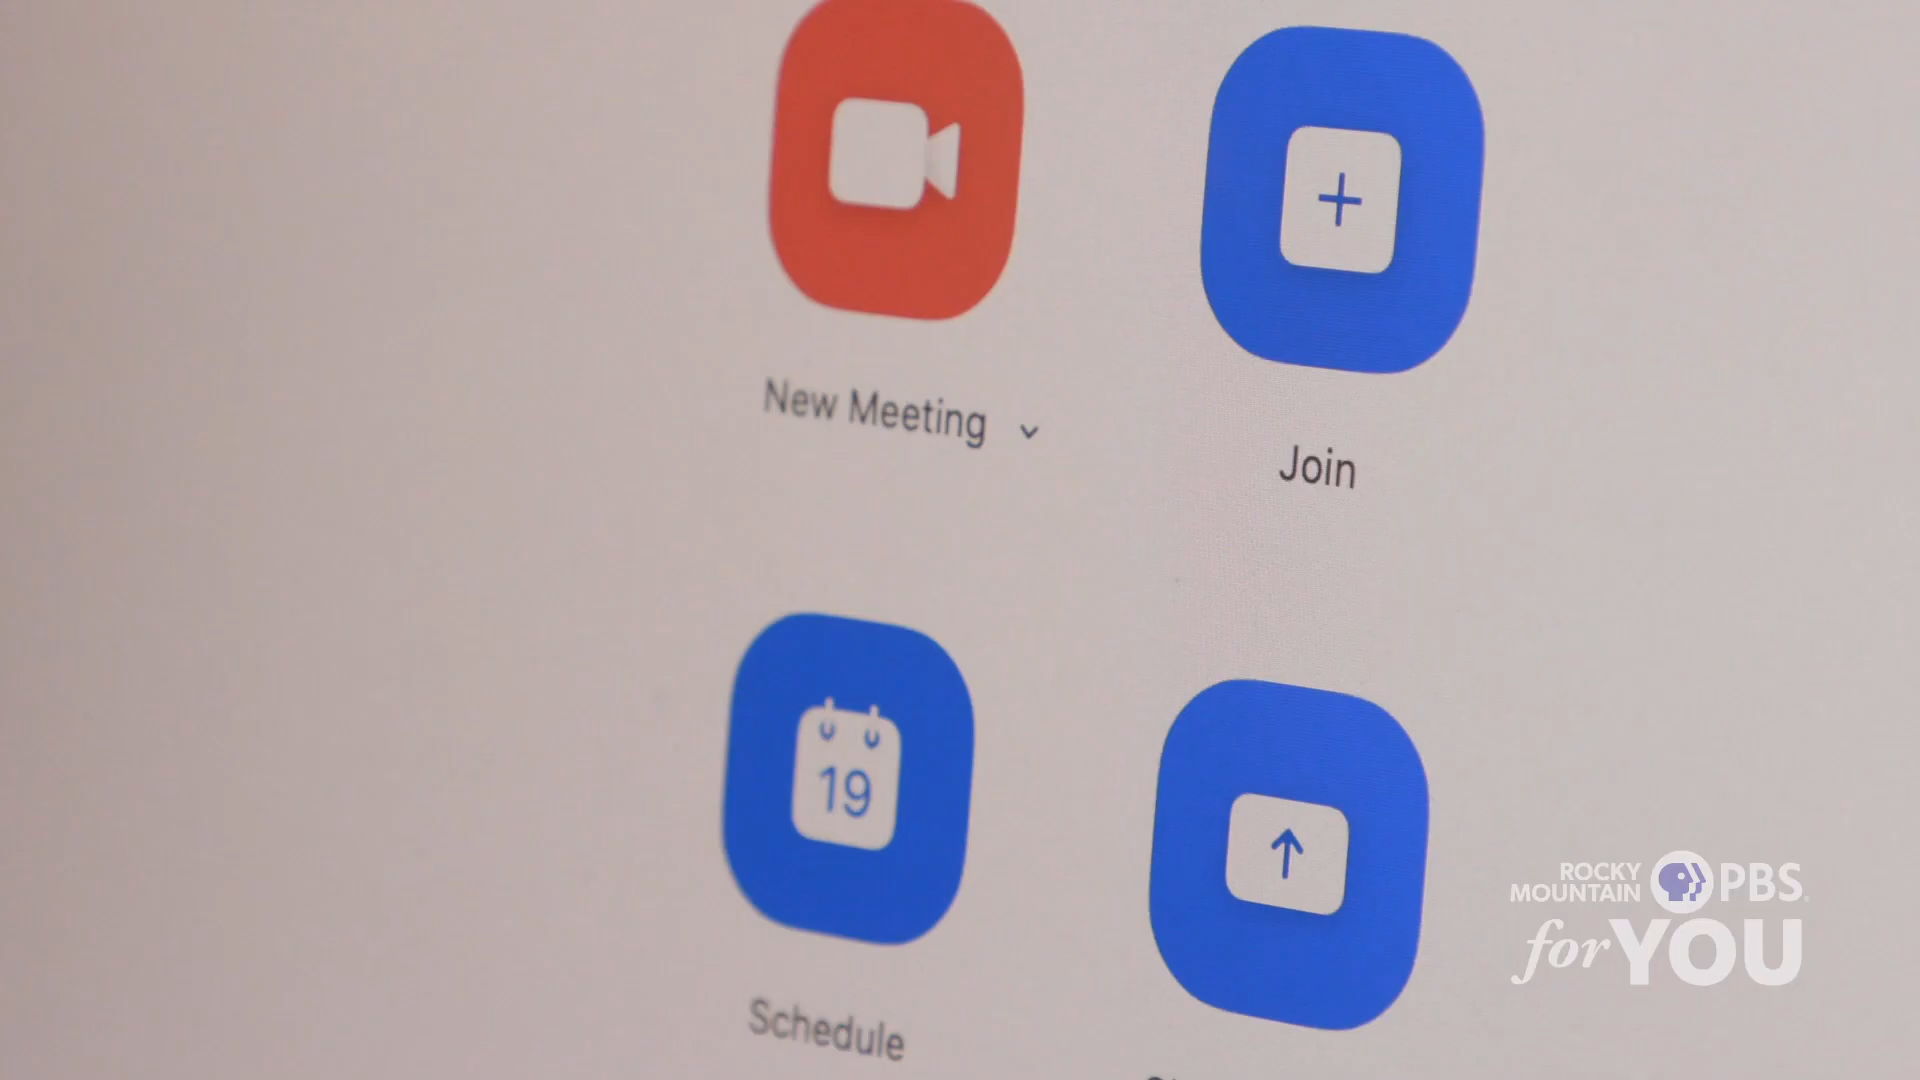 New Meeting
Join
19
Schedule
ROCKY
MOUNTAIN PBS
for YOU